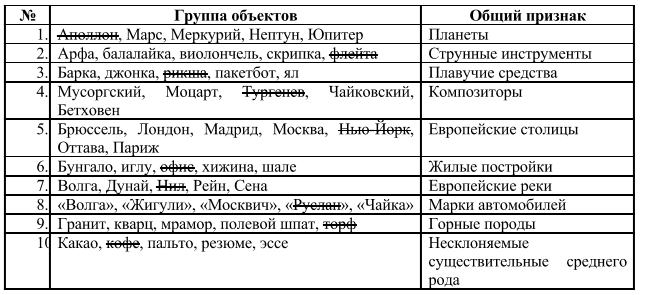 № Группа объектов Общий признак
1. Аполлон, Марс, Меркурий, Нептун, Юпитер Планеты
2. Арфа, балалайка, виолончель, скрипка, флейта Струнные инструменты
3. Барка, джонка, рикша, пакетбот, ял Плавучие средства
4. Мусоргский, Моцарт, Тургенев, Чайковский, Композиторы
Бетховен
5. Брюссель, Лондон, Мадрид, Москва, Нью-Йорк, Европейские столицы
Оттава, Париж
6. Бунгало, иглу, офис, хижина, шале Жилые постройки
7. Волга, Дунай, Нил, Рейн, Сена Европейские реки
8. «Волга», «Жигули», «Москвич», «Руслан», «Чайка» Марки автомобилей
9. Гранит, кварц, мрамор, полевой шпат, торф Горные породы
10 Какао, кофе, пальто, резюме, эссе Несклоняемые
существительные среднего
рода